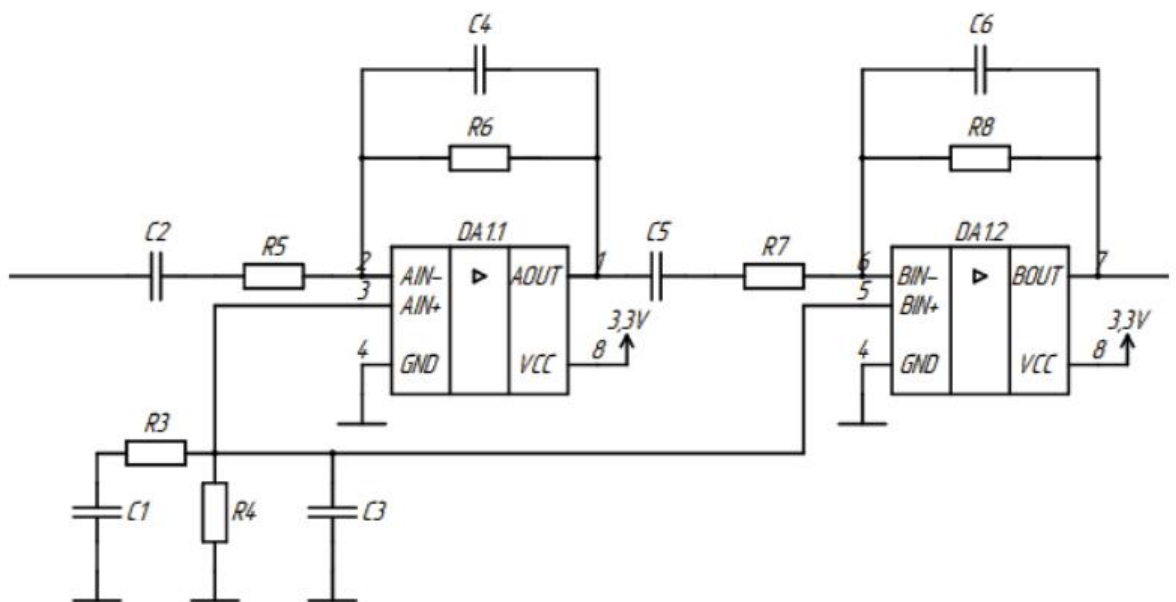 C4
C6
R6
R8
C2
R5
DA1.1
C5
R7
DA1.2
2
AIN-
AOUT
1
6
BIN-
BOUT
7
3
AIN+
5
BIN+
3,3V
3,3V
4
GND
VCC
8
4
GND
VCC
8
R3
C1
R4
C3